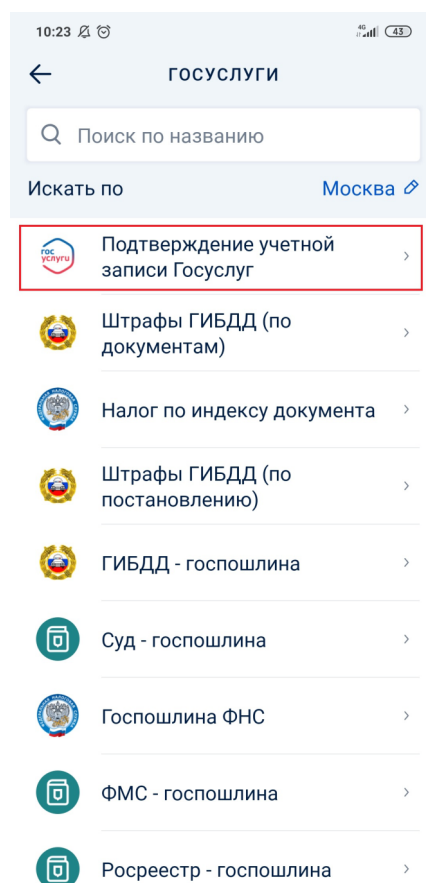 10:23
4G
43
ГОСУСЛУГИ
Поиск по названию
Искать по Москва
гос
услуги
Подтверждение учетной
записи Госуслуг
Штрафы ГИБДД (по
документам)
Налог по индексу документа
Штрафы ГИБДД (по
постановлению)
ГИБДД - госпошлина
Суд - госпошлина
Госпошлина ФНС
ФМС - госпошлина
Росреестр - госпошлина